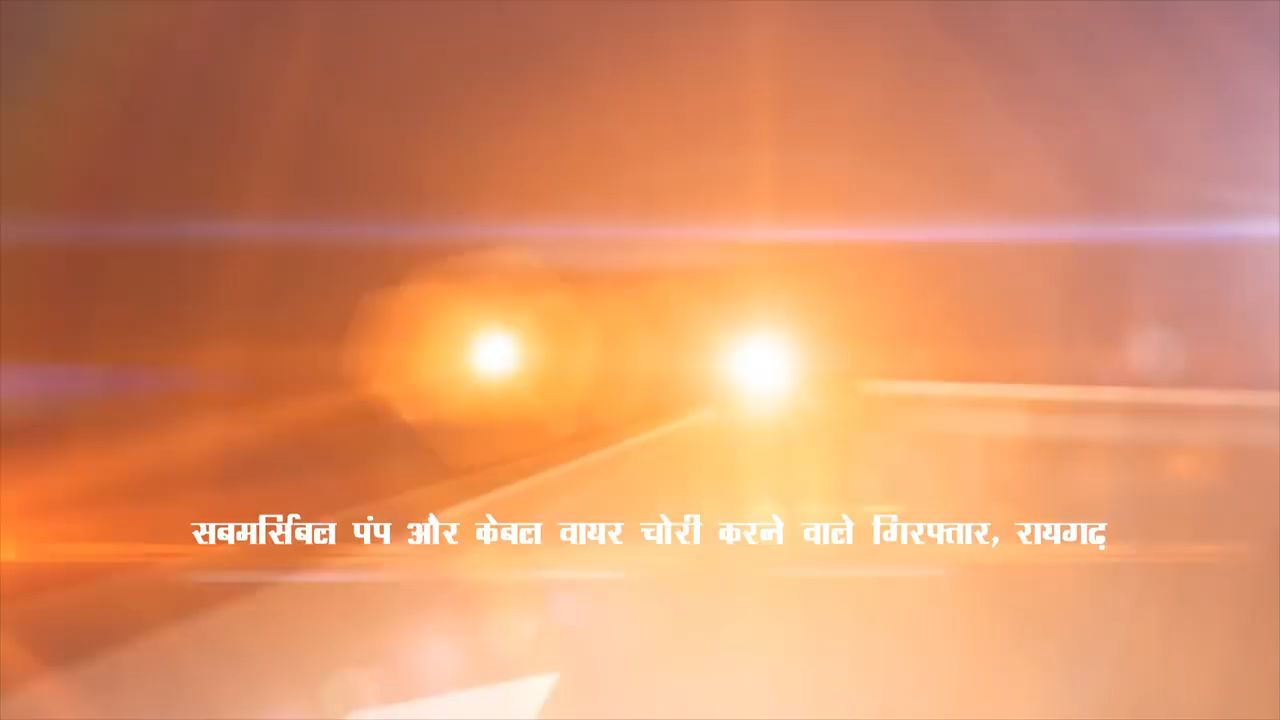 सबमर्सिबल पंप और केबल वायर चोरी करने वाले गिरफ्तार, रायगढ़